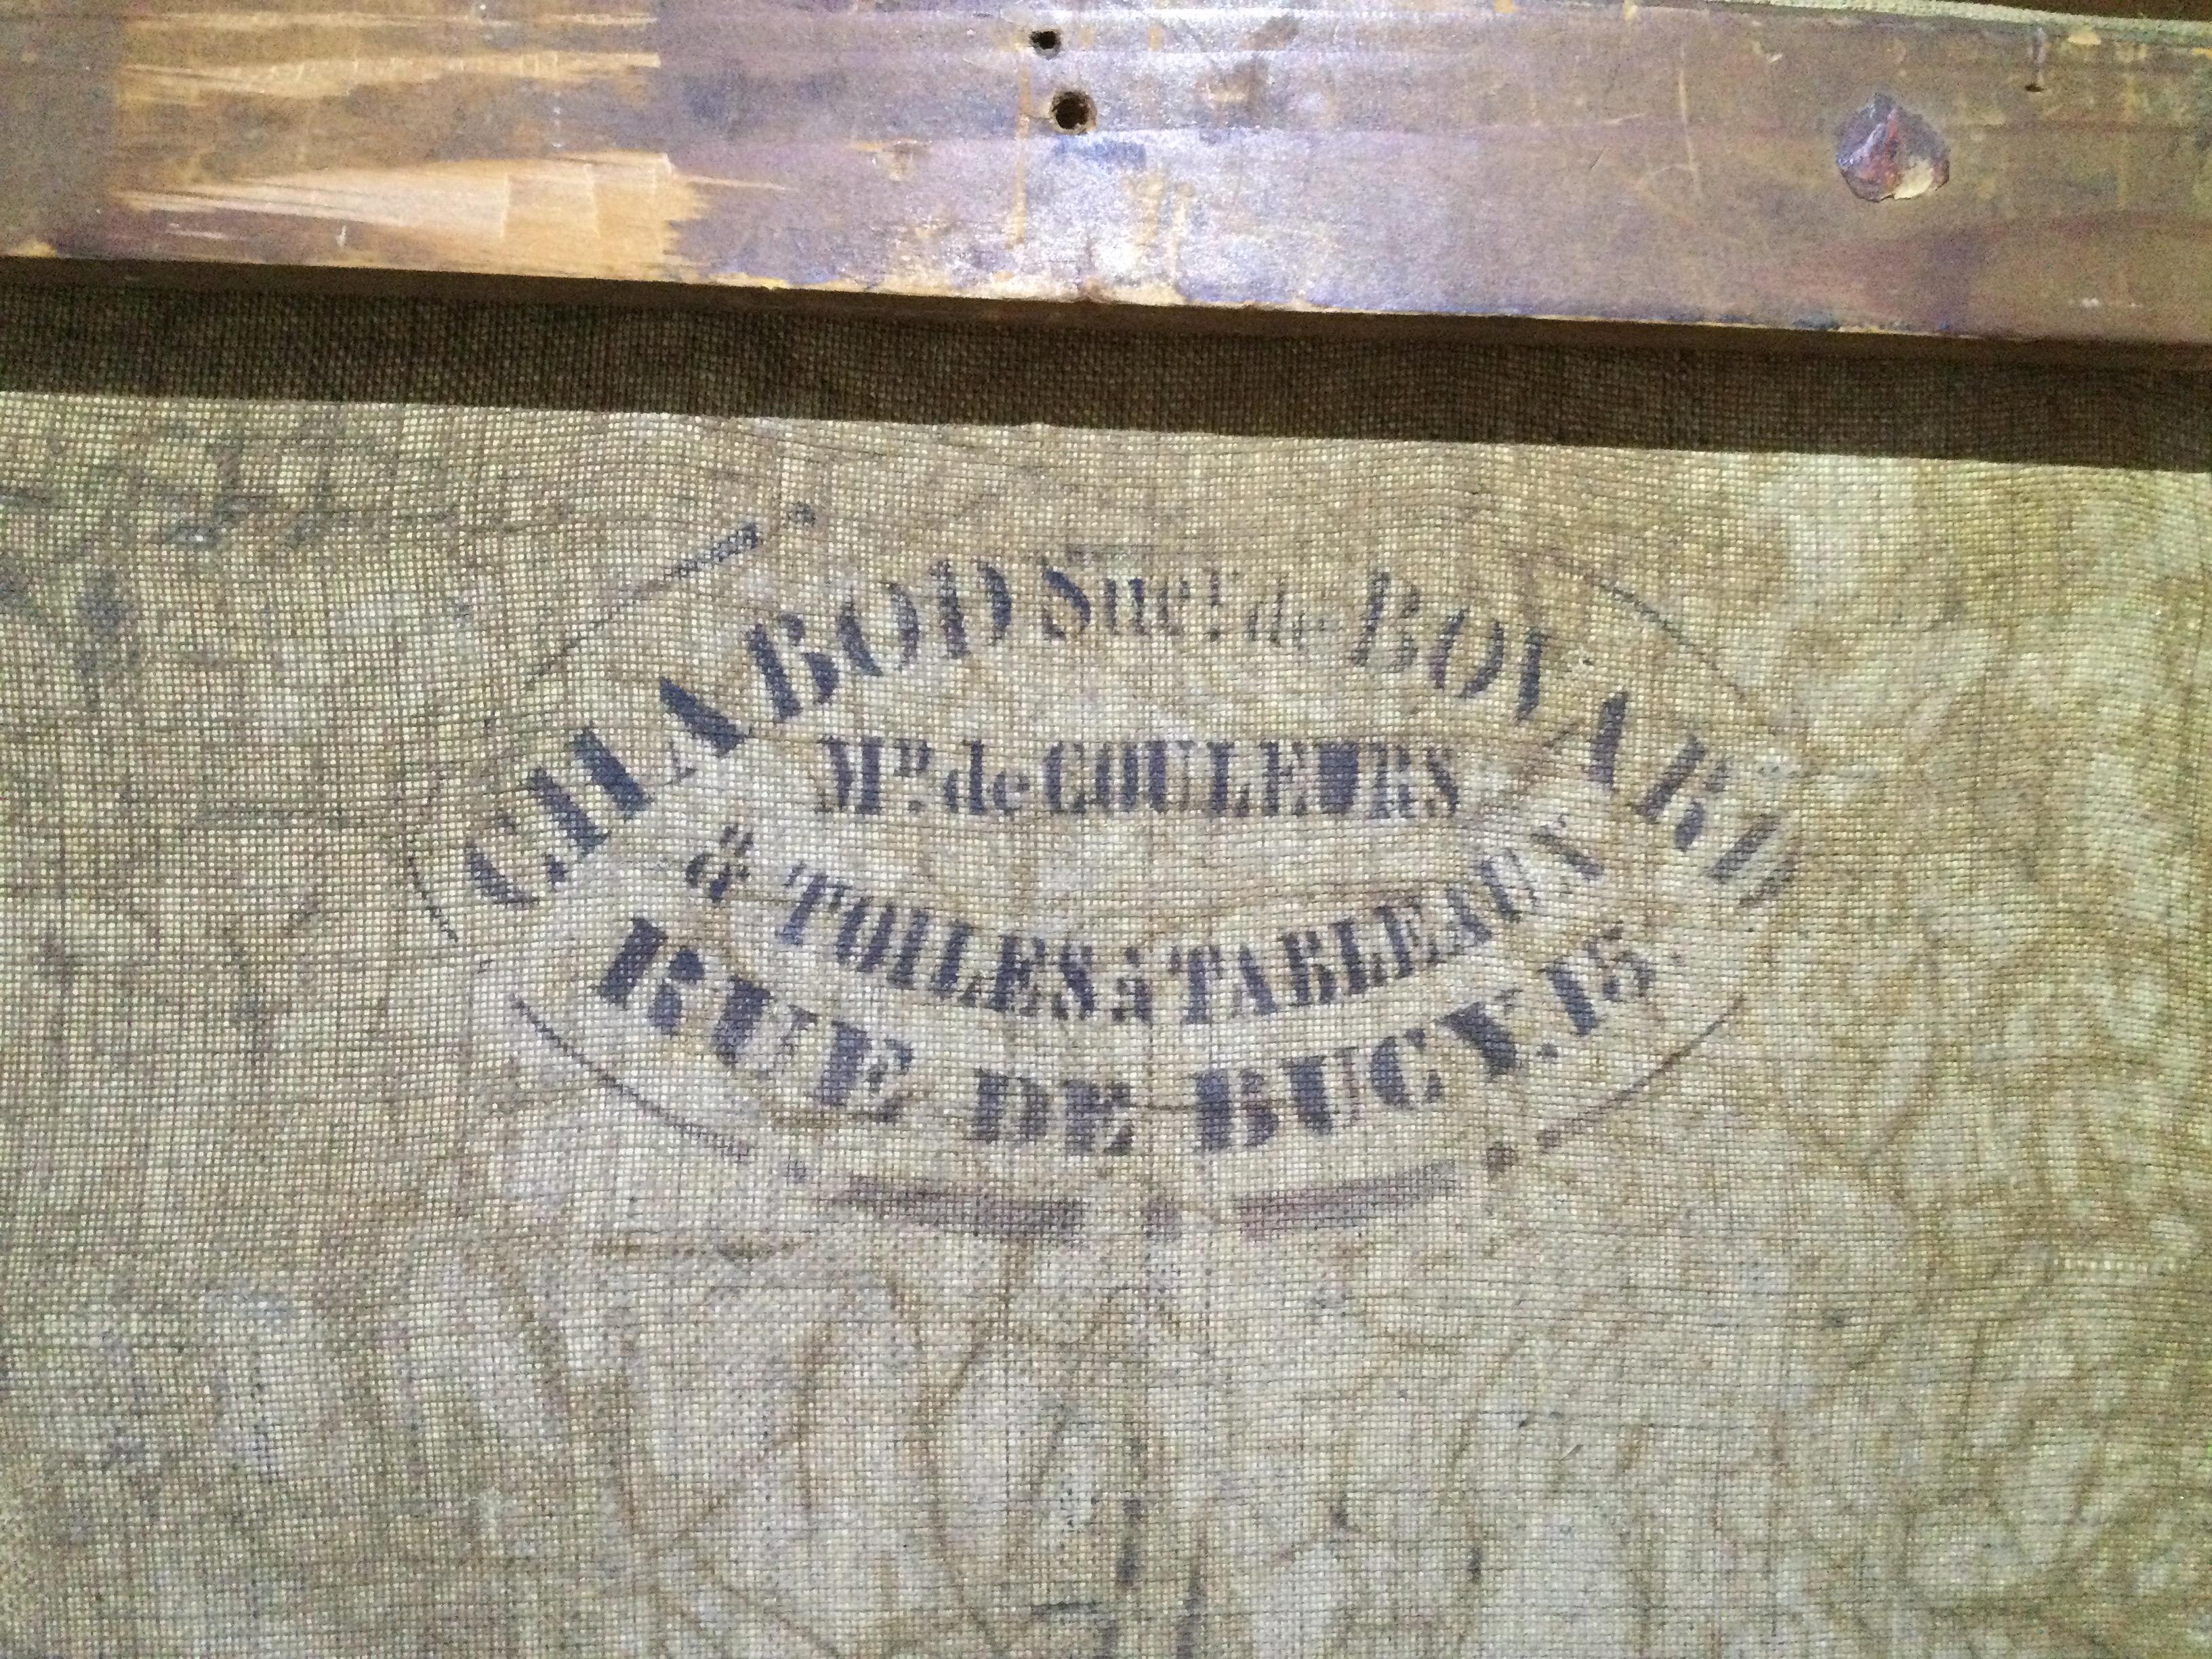 CHABOD Sucr. de BOVARD
Md. de COULEURS
& TOILES à TABLEAUX
RUE DE BUCY. 15